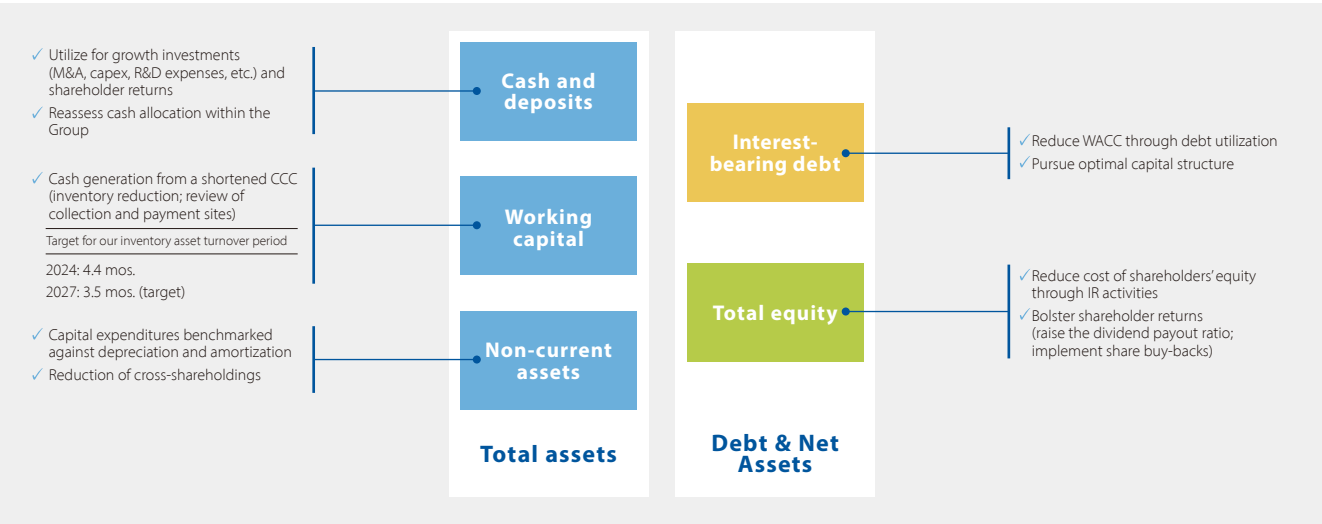 ✓ Utilize for growth investments
(M&A, capex, R&D expenses, etc.) and
shareholder returns
✓ Reassess cash allocation within the
Group
✓ Cash generation from a shortened CCC
(inventory reduction; review of
collection and payment sites)
Target for our inventory asset turnover period
2024: 4.4 mos.
2027: 3.5 mos. (target)
✓ Capital expenditures benchmarked
against depreciation and amortization
✓ Reduction of cross-shareholdings
Cash and
deposits
Working
capital
Non-current
assets
Total assets
Interest-
bearing debt
Total equity
Debt & Net
Assets
✓Reduce WACC through debt utilization
✓Pursue optimal capital structure
✓Reduce cost of shareholders’ equity
through IR activities
✓Bolster shareholder returns
(raise the dividend payout ratio;
implement share buy-backs)